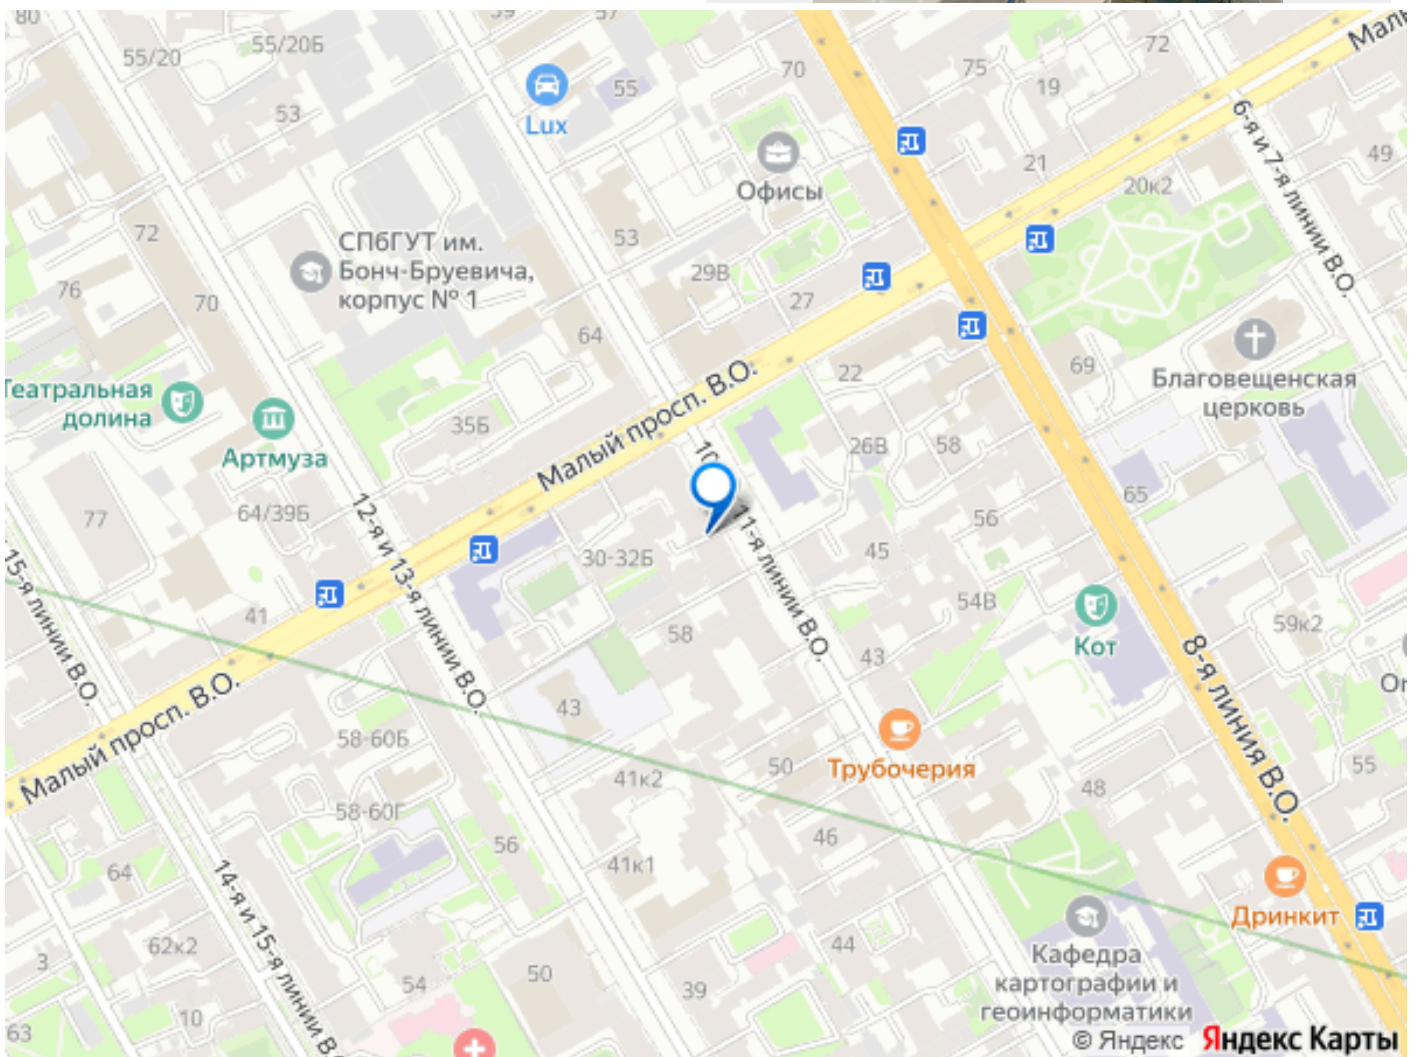 80
55/20
55/20Б
59
57
53
Lux
55
70
75
72
19
Малы
Офисы
21
20к2
49
6-я и 7-я линии В.О.
72
76
70
СПбГУТ им.
Бонч-Бруевича,
корпус № 1
53
29В
27
64
22
69
Благовещенская
церковь
Театральная
долина
Артмуза
35Б
Малый просп. В.О.
26В
58
65
77
64/39Б
12-я и 13-я линии В.О.
30-32Б
11-я линии В.О.
45
56
54В
Кот
59к2
15-я линии В.О.
41
58
43
8-я линия В.О.
Малый просп. В.О.
43
58-60Б
41к2
50
Трубочерия
48
55
58-60Г
56
41к1
46
64
14-я и 15-я линии В.О.
Дринкит
62к2
3
54
50
39
44
Кафедра
картографии и
геоинформатики
10
63
© Яндекс Яндекс Карты